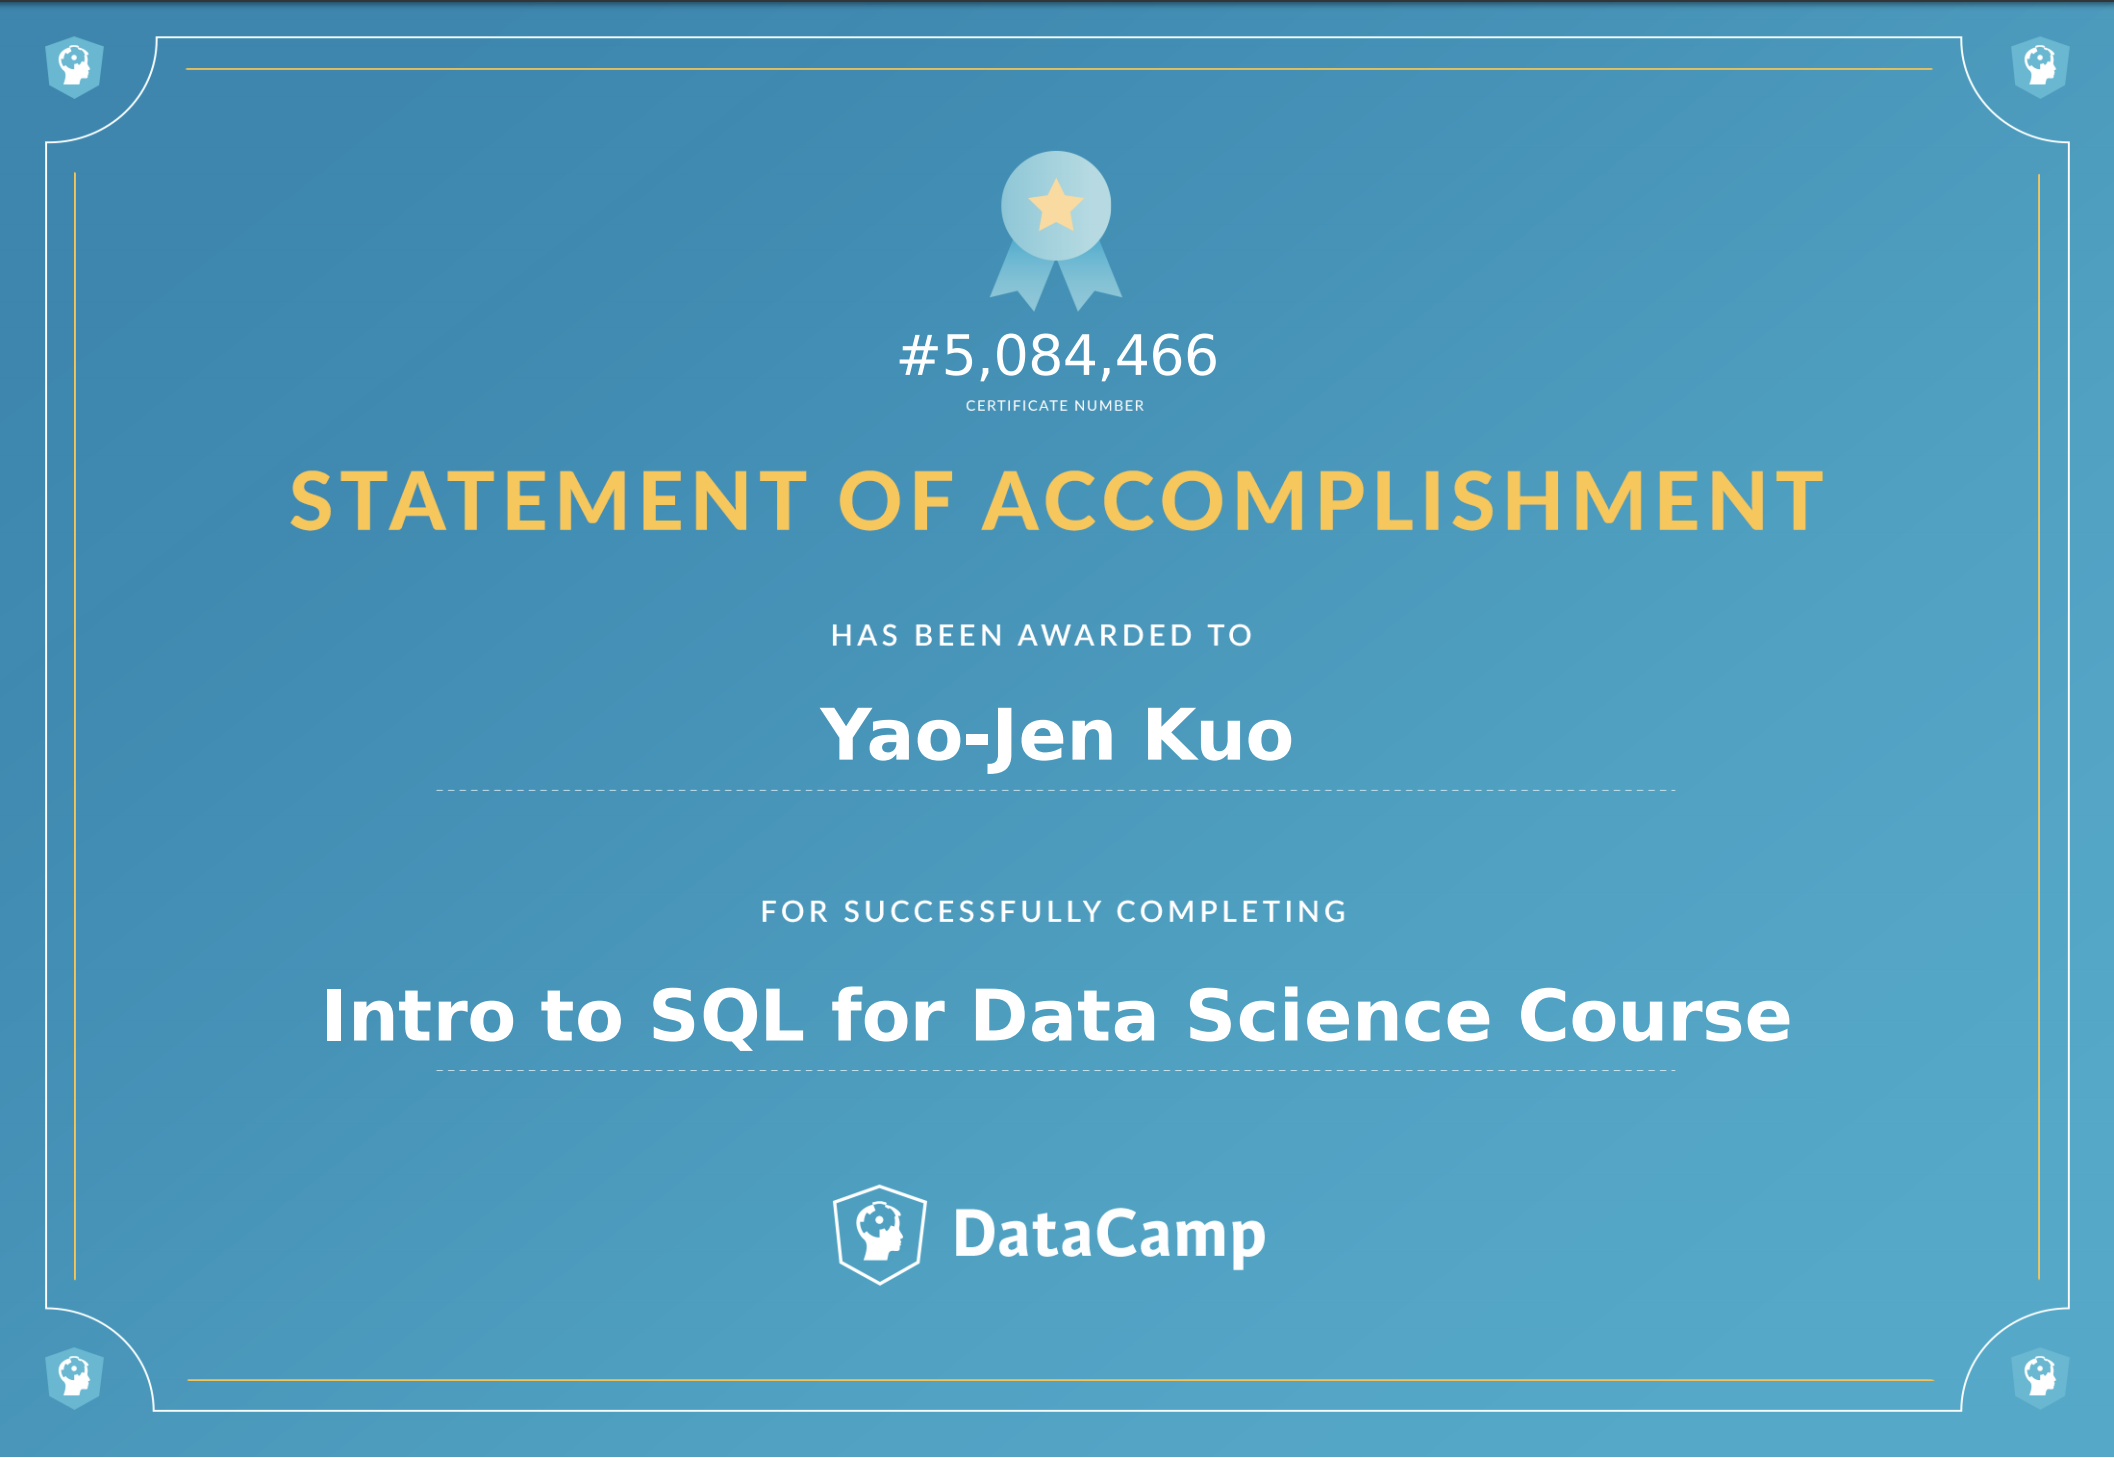 #5,084,466
CERTIFICATE NUMBER
STATEMENT OF ACCOMPLISHMENT
HAS BEEN AWARDED TO
Yao-Jen Kuo
FOR SUCCESSFULLY COMPLETING
Intro to SQL for Data Science Course
DataCamp